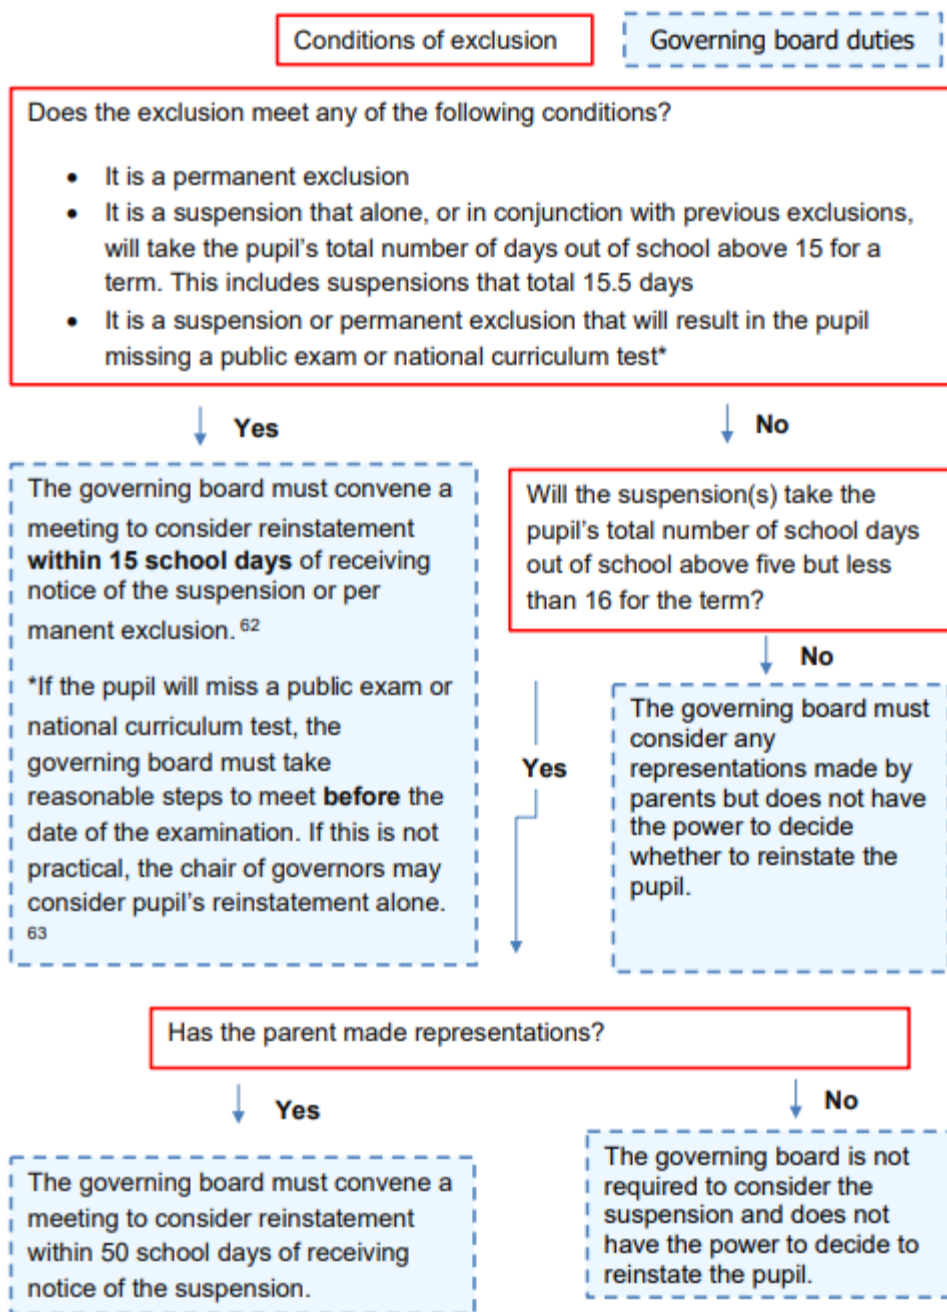 Conditions of exclusion
Governing board duties
Does the exclusion meet any of the following conditions?
• It is a permanent exclusion
• It is a suspension that alone, or in conjunction with previous exclusions,
will take the pupil's total number of days out of school above 15 for a
term. This includes suspensions that total 15.5 days
• It is a suspension or permanent exclusion that will result in the pupil
missing a public exam or national curriculum test*
Yes
No
The governing board must convene a
meeting to consider reinstatement
within 15 school days of receiving
notice of the suspension or per
manent exclusion. 62
*If the pupil will miss a public exam or
national curriculum test, the
governing board must take
reasonable steps to meet before the
date of the examination. If this is not
practical, the chair of governors may
consider pupil's reinstatement alone.
63
Will the suspension(s) take the
pupil's total number of school days
out of school above five but less
than 16 for the term?
No
Yes
The governing board must
consider any
representations made by
parents but does not have
the power to decide
whether to reinstate the
pupil.
Has the parent made representations?
Yes
No
The governing board must convene a
meeting to consider reinstatement
within 50 school days of receiving
notice of the suspension.
The governing board is not
required to consider the
suspension and does not
have the power to decide to
reinstate the pupil.